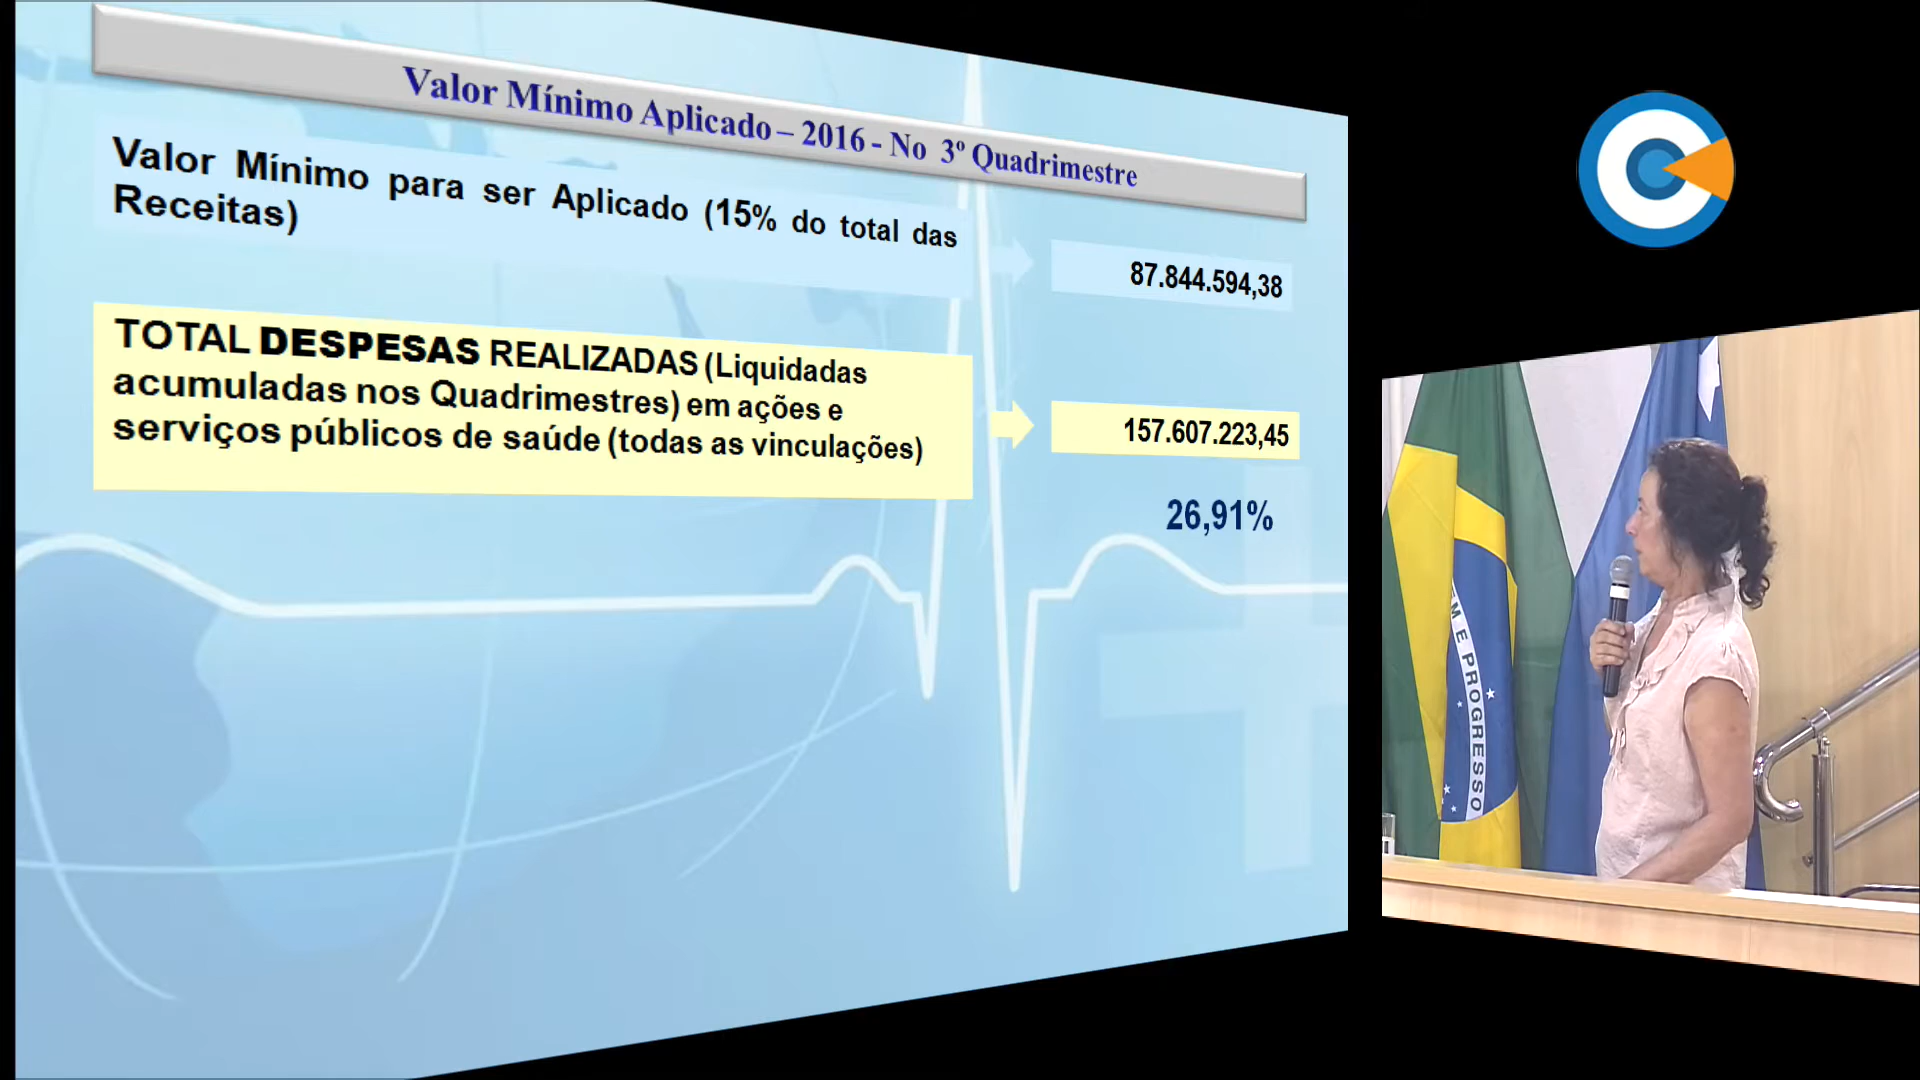 Valor Mínimo Aplicado – 2016 - No 3º Quadrimestre
Valor Mínimo para ser Aplicado (15% do total das
Receitas)
87.844.594,38
TOTAL DESPESAS REALIZADAS (Liquidadas
acumuladas nos Quadrimestres) em ações e
serviços públicos de saúde (todas as vinculações)
157.607.223,45
26,91%
M E PROGRESSO